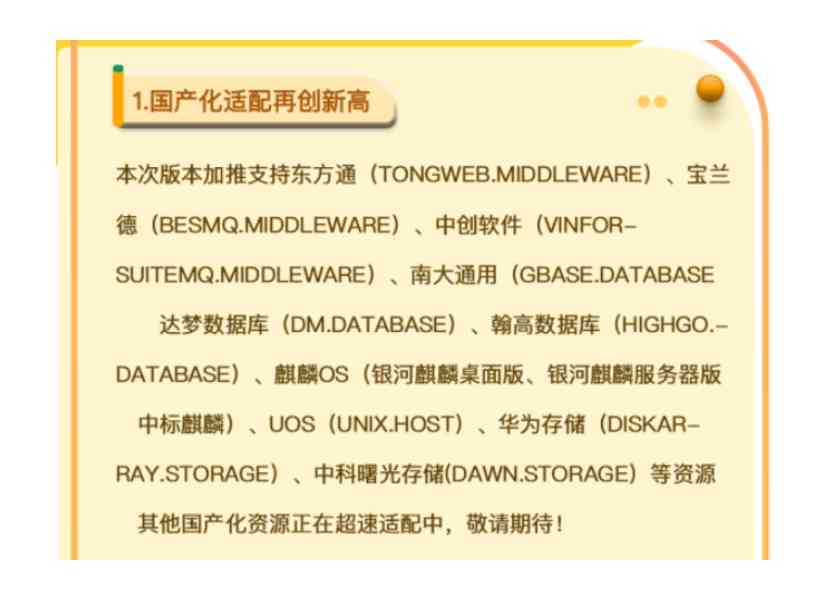 1.国产化适配再创新高
本次版本加推支持东方通（TONGWEB.MIDDLEWARE）、宝兰
德（BESMQ.MIDDLEWARE）、中创软件（VINFOR-
SUITEMQ.MIDDLEWARE）、南大通用（GBASE.DATABASE
达梦数据库（DM.DATABASE）、翰高数据库（HIGHGO.-
DATABASE）、麒麟OS（银河麒麟桌面版、银河麒麟服务器版
中标麒麟）、UOS（UNIX.HOST）、华为存储（DISKAR-
RAY.STORAGE）、中科曙光存储(DAWN.STORAGE）等资源
其他国产化资源正在超速适配中，敬请期待！